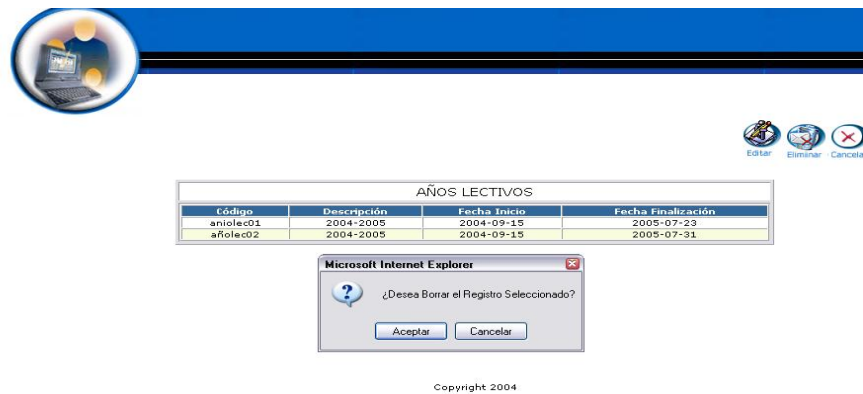 Editar Eliminar Cancela
AÑOS LECTIVOS
Código Descripción Fecha Inicio Fecha Finalización
aniolec01 2004-2005 2004-09-15 2005-07-23
añolec02 2004-2005 2004-09-15 2005-07-31
Microsoft Internet Explorer
¿Desea Borrar el Registro Seleccionado?
Aceptar Cancelar
Copyright 2004